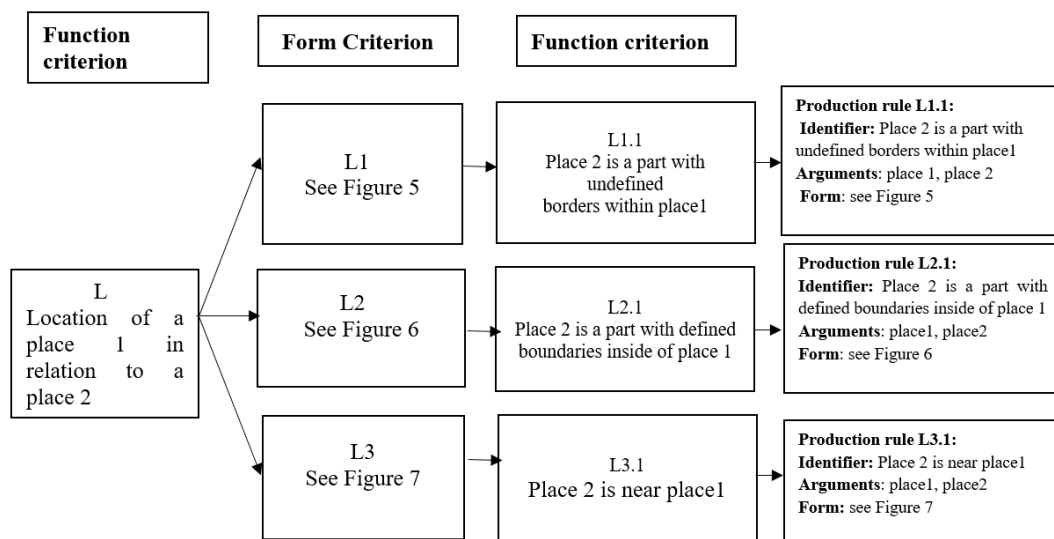 Function
criterion
Form Criterion
Function criterion
L
Location of a
place 1 in
relation to a
place 2
L1
See Figure 5
L1.1
Place 2 is a part with
undefined
borders within place1
Production rule L1.1:
Identifier: Place 2 is a part with
undefined borders within place1
Arguments: place 1, place 2
Form: see Figure 5
L2
See Figure 6
L2.1
Place 2 is a part with defined
boundaries inside of place 1
Production rule L2.1:
Identifier: Place 2 is a part with
defined boundaries inside of place 1
Arguments: place1, place2
Form: see Figure 6
L3
See Figure 7
L3.1
Place 2 is near place1
Production rule L3.1:
Identifier: Place 2 is near place1
Arguments: place1, place2
Form: see Figure 7